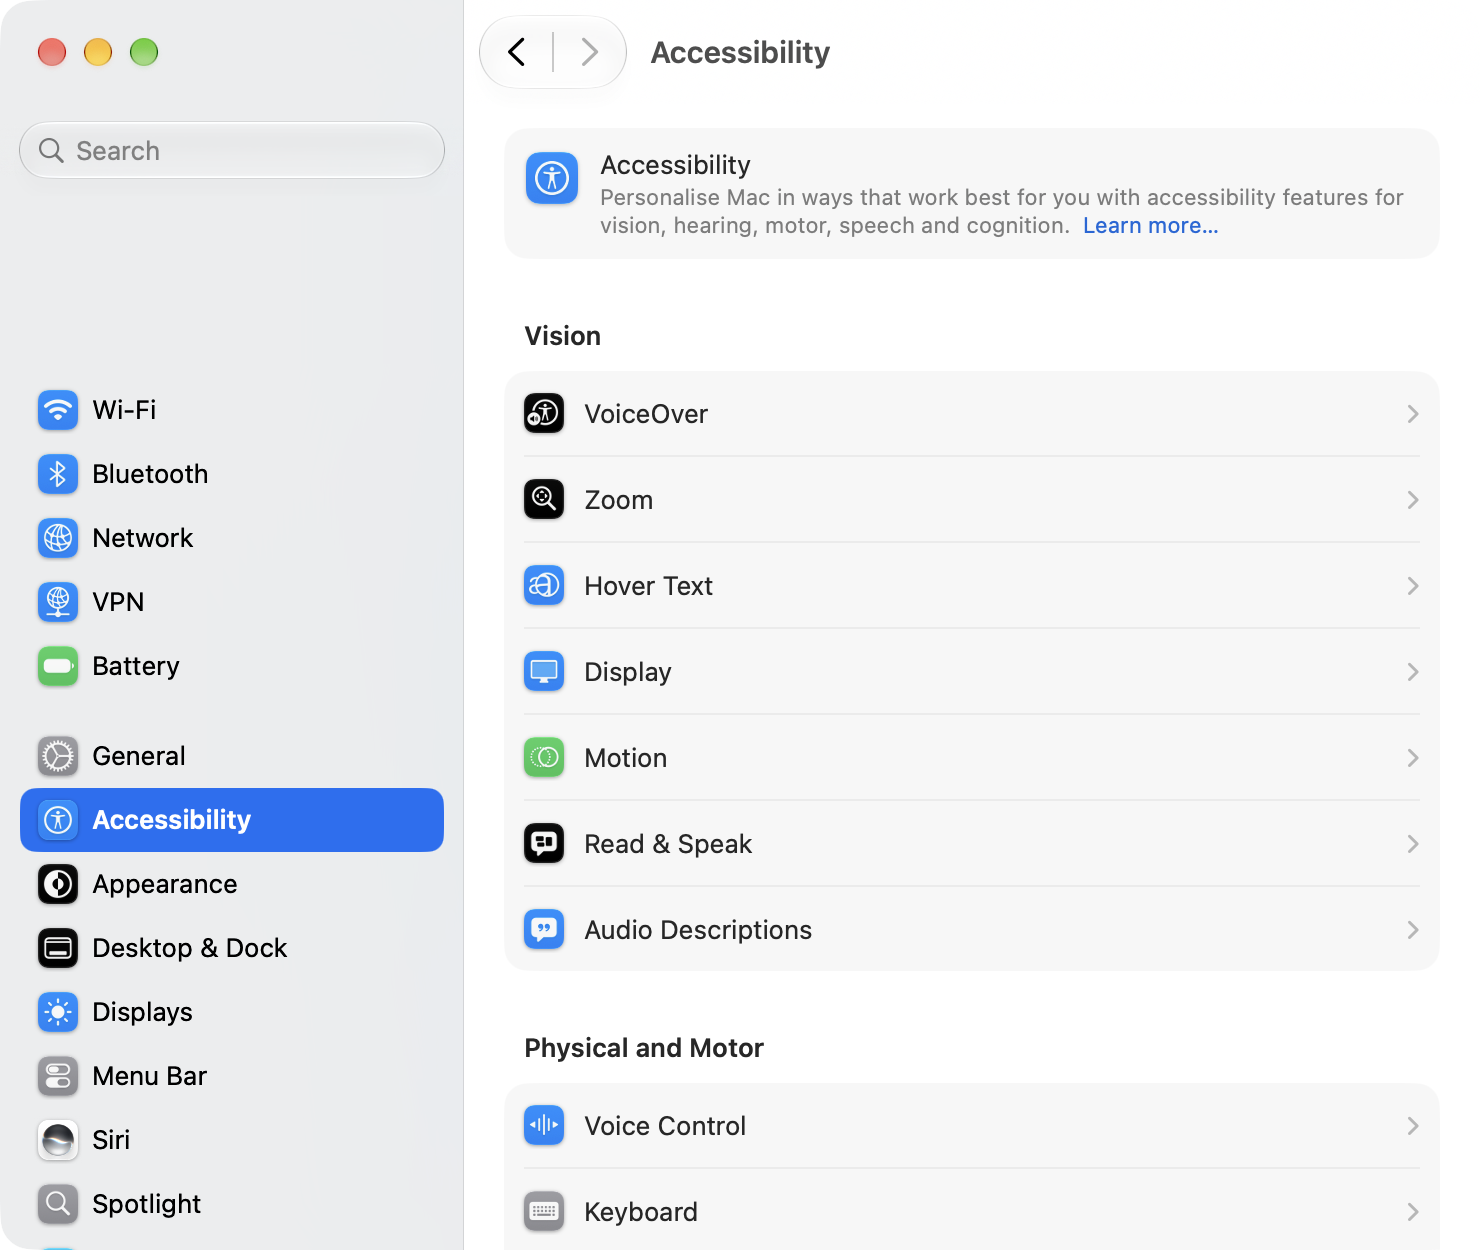 Search
Wi-Fi
Bluetooth
Network
VPN
Battery
General
Accessibility
Appearance
Desktop & Dock
Displays
Menu Bar
Siri
Spotlight
Accessibility
Accessibility
Personalise Mac in ways that work best for you with accessibility features for
vision, hearing, motor, speech and cognition. Learn more...
Vision
VoiceOver
Zoom
Hover Text
Display
Motion
Read & Speak
Audio Descriptions
Physical and Motor
Voice Control
Keyboard